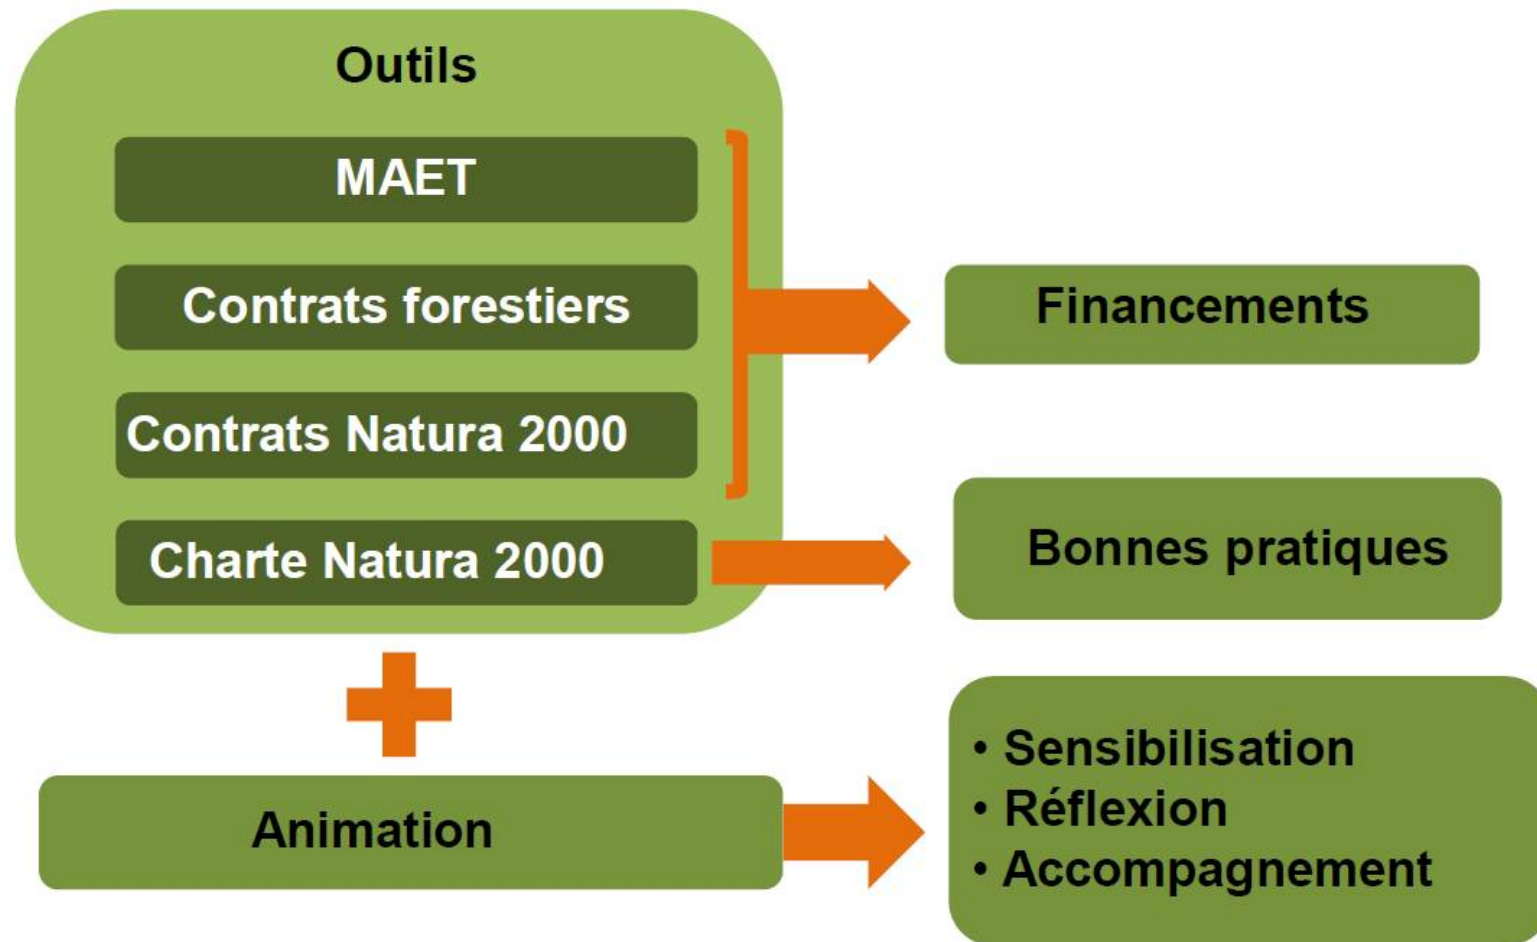 Outils
MAET
Contrats forestiers
Contrats Natura 2000
Charte Natura 2000
Financements
Bonnes pratiques
Animation
• Sensibilisation
• Réflexion
• Accompagnement